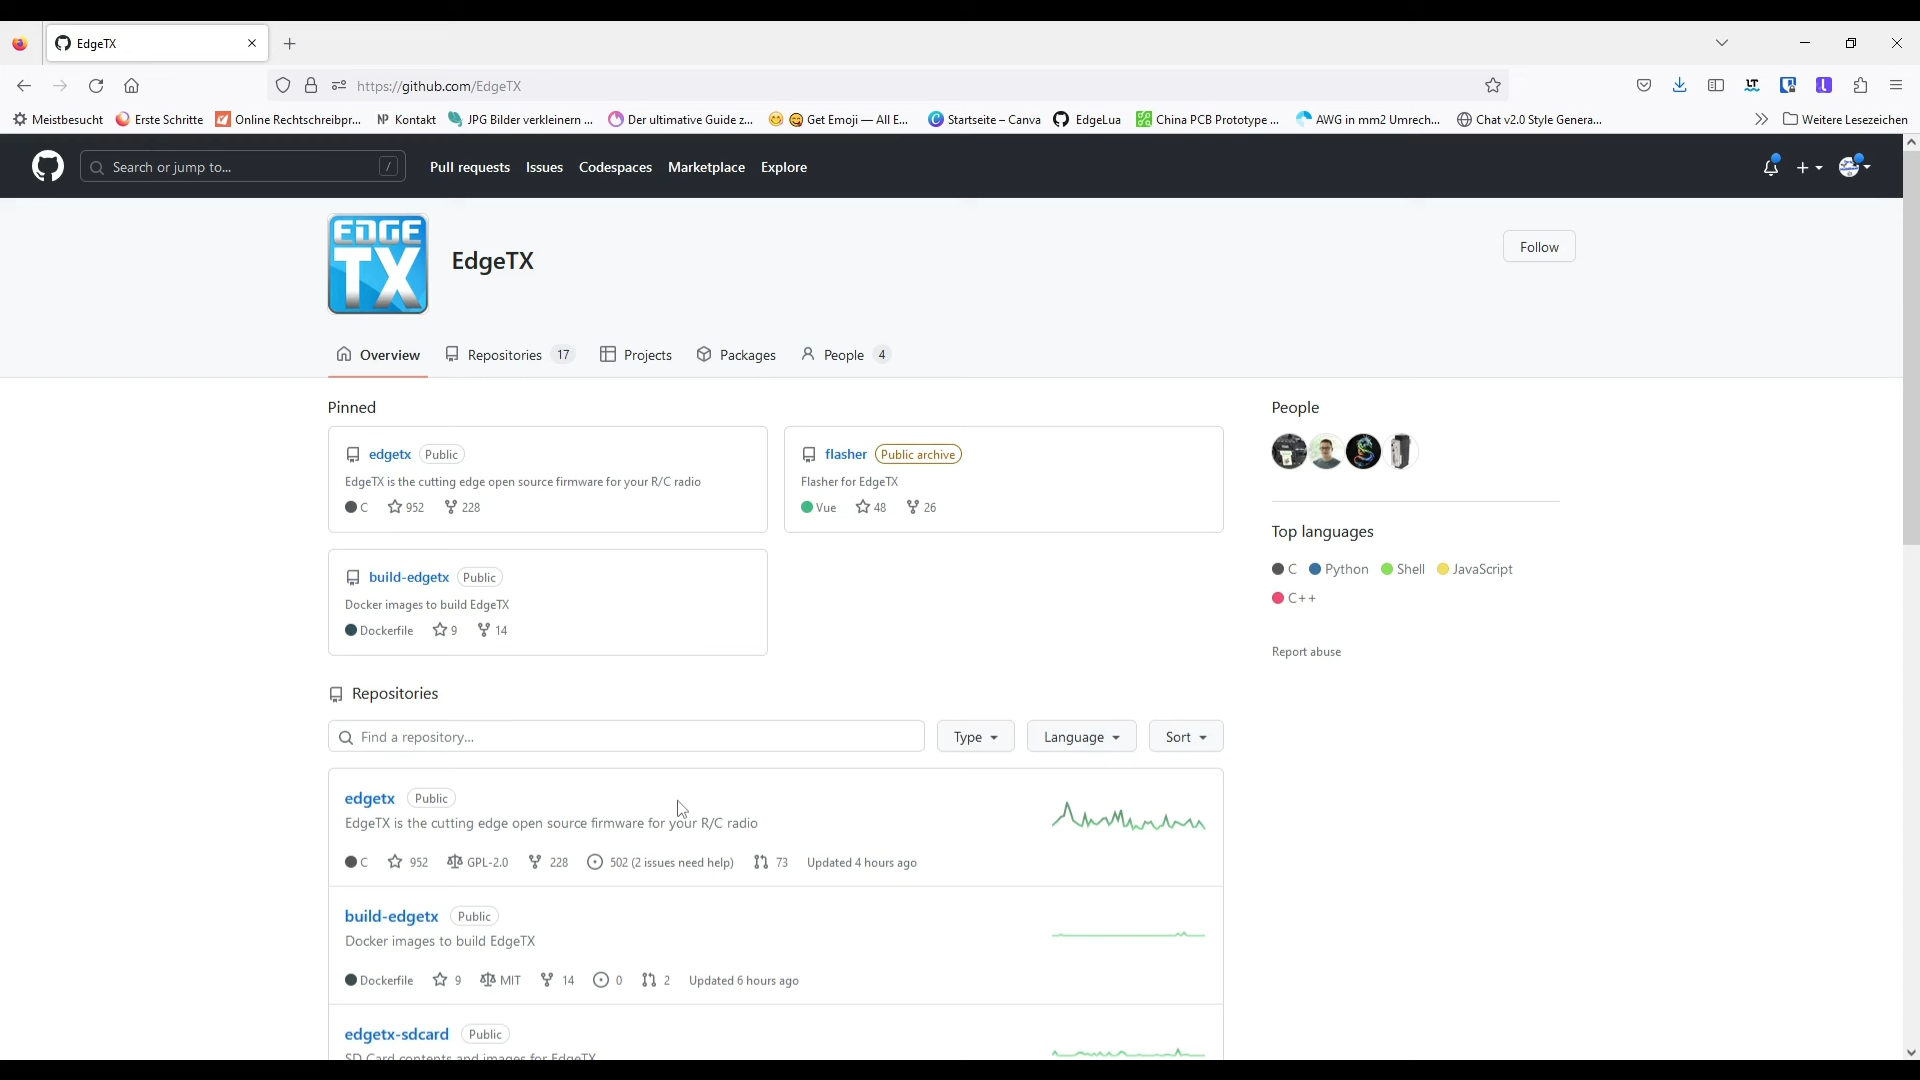 EdgeTX
https://github.com/EdgeTX
Meistbesucht Erste Schritte Online Rechtschreibpr... Kontakt JPG Bilder verkleinern ... Der ultimative Guide z... Get Emoji — All E... Startseite – Canva EdgeLua China PCB Prototype ... AWG in mm2 Umrech... Chat v2.0 Style Genera... Weitere Lesezeichen
Search or jump to... / Pull requests Issues Codespaces Marketplace Explore
EDGE
TX
EdgeTX
Follow
Overview Repositories 17 Projects Packages People 4
Pinned
edgetx Public
EdgeTX is the cutting edge open source firmware for your R/C radio
C 952 228
flasher Public archive
Flasher for EdgeTX
Vue 48 26
build-edgetx Public
Docker images to build EdgeTX
Dockerfile 9 14
People
Top languages
C Python Shell JavaScript
C++
Report abuse
Repositories
Find a repository... Type Language Sort
edgetx Public
EdgeTX is the cutting edge open source firmware for your R/C radio
C 952 GPL-2.0 228 502 (2 issues need help) 73 Updated 4 hours ago
build-edgetx Public
Docker images to build EdgeTX
Dockerfile 9 MIT 14 0 2 Updated 6 hours ago
edgetx-sdcard Public
SD Card contents and images for EdgeTX